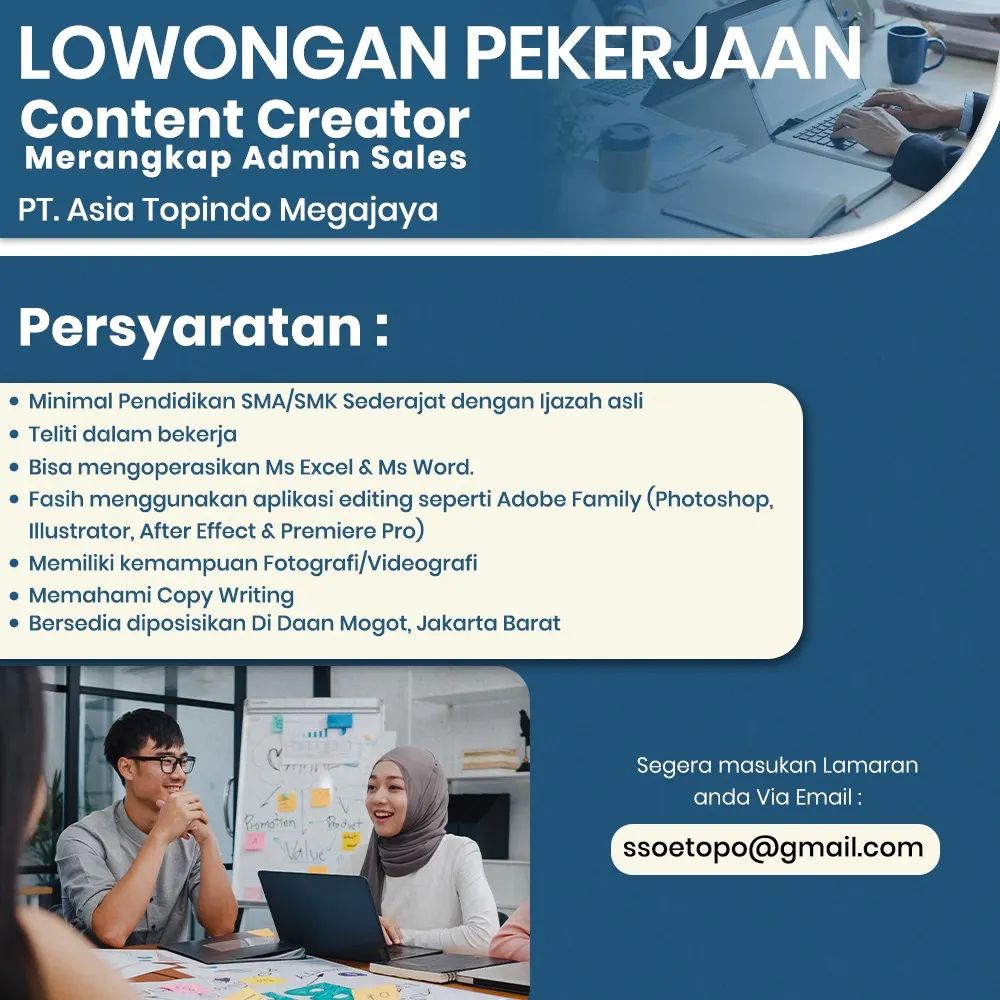 LOWONGAN PEKERJAAN
Content Creator
Merangkap Admin Sales
PT. Asia Topindo Megajaya
Persyaratan :
• Minimal Pendidikan SMA/SMK Sederajat dengan Ijazah asli
• Teliti dalam bekerja
• Bisa mengoperasikan Ms Excel & Ms Word.
• Fasih menggunakan aplikasi editing seperti Adobe Family (Photoshop,
Illustrator, After Effect & Premiere Pro)
• Memiliki kemampuan Fotografi/Videografi
• Memahami Copy Writing
• Bersedia diposisikan Di Daan Mogot, Jakarta Barat
Promotion
Product
Value
Segera masukan Lamaran
anda Via Email :
ssoetopo@gmail.com